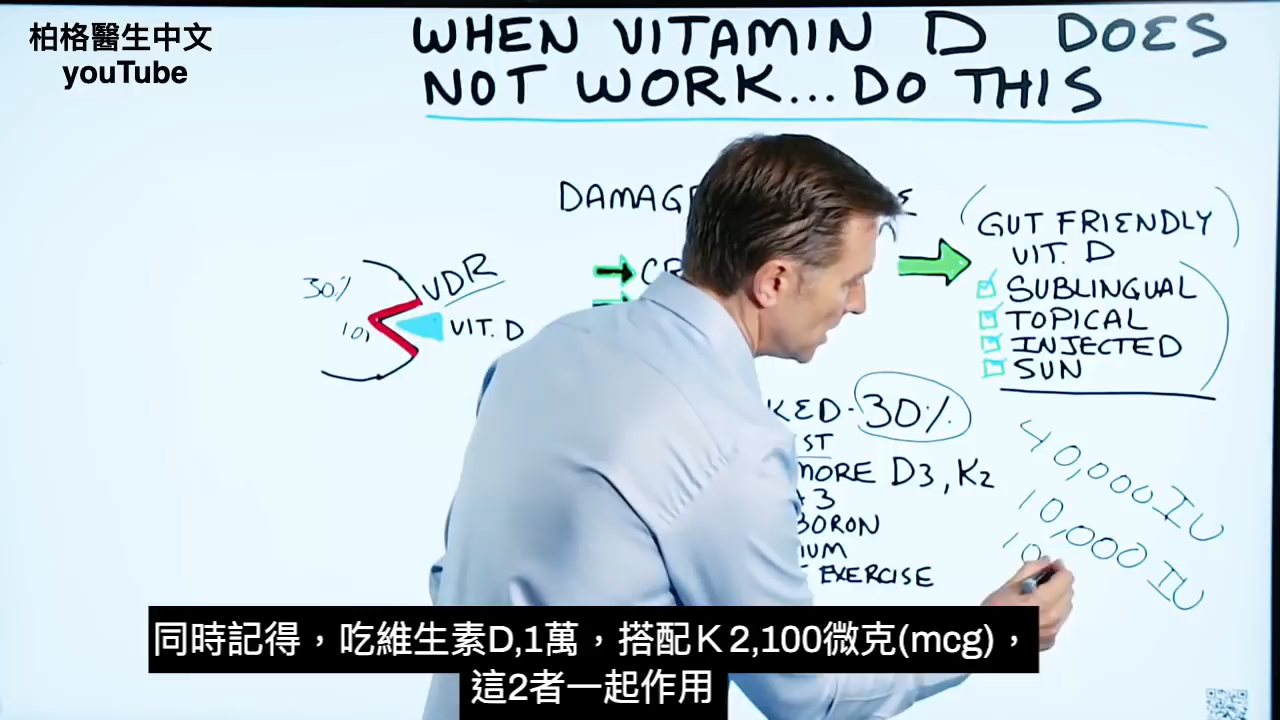 柏格醫生中文
youTube
WHEN VITAMIN D DOES
NOT WORK... DO THIS
DAMAG
(GUT FRIENDLY
VIT. D)
SUBLINGUAL
TOPICAL
INJECTED
SUN
30%
VDR
10%
VIT. D
KED - 30%
ST
MORE D3, K2
3
BORON
IUM
EXERCISE
40,000 IU
10,000 IU
10
同時記得，吃維生素D,1萬，搭配Ｋ2,100微克(mcg)，
這2者一起作用